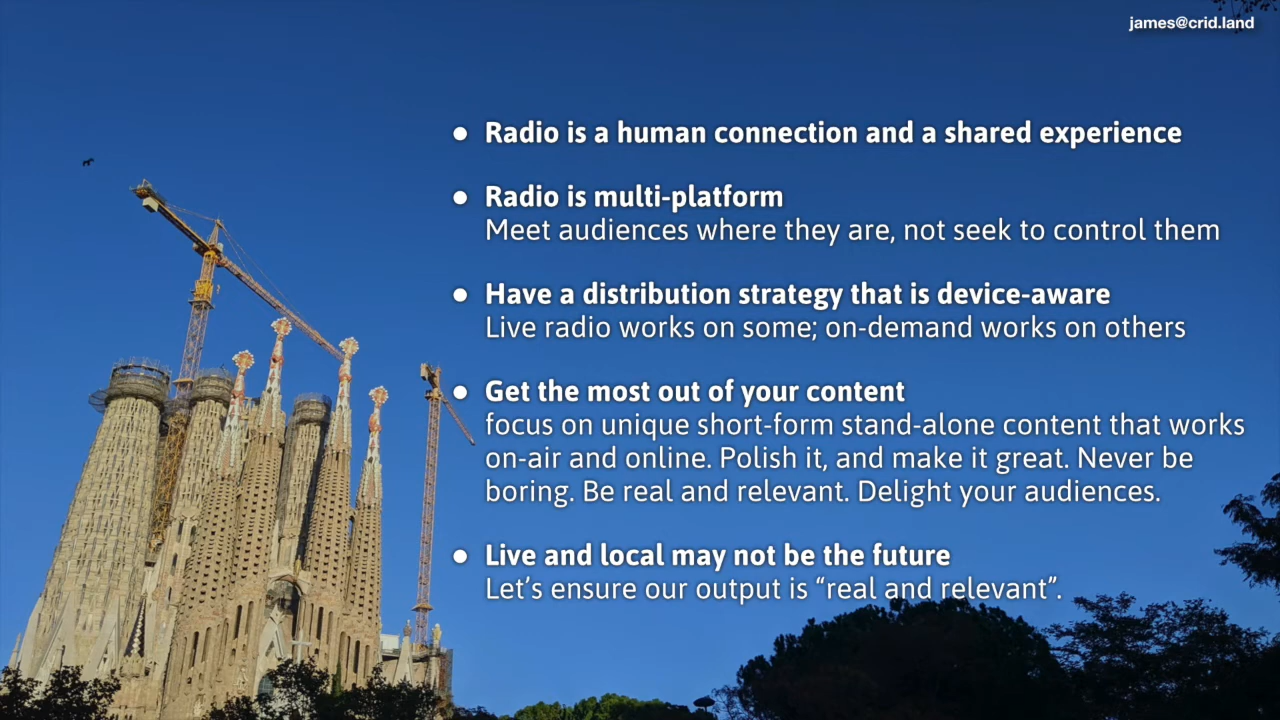 james@crid.land
● Radio is a human connection and a shared experience
● Radio is multi-platform
Meet audiences where they are, not seek to control them
● Have a distribution strategy that is device-aware
Live radio works on some; on-demand works on others
● Get the most out of your content
focus on unique short-form stand-alone content that works
on-air and online. Polish it, and make it great. Never be
boring. Be real and relevant. Delight your audiences.
● Live and local may not be the future
Let’s ensure our output is “real and relevant”.